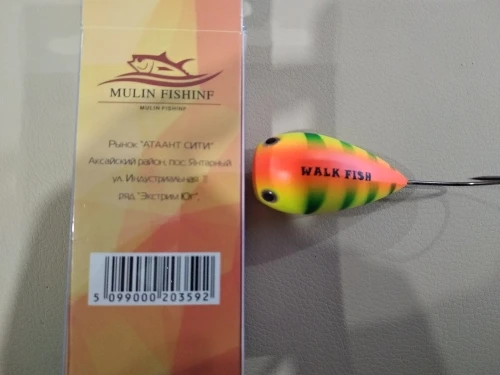 MULIN FISHINF
MULIN FISHINF
Рынок "АТААНТ СИТИ"
Аксайский район, пос. Янтарный
ул. Индустриальная 7
ряд "Экстрим Юг",
5 099000 203592
WALK FISH